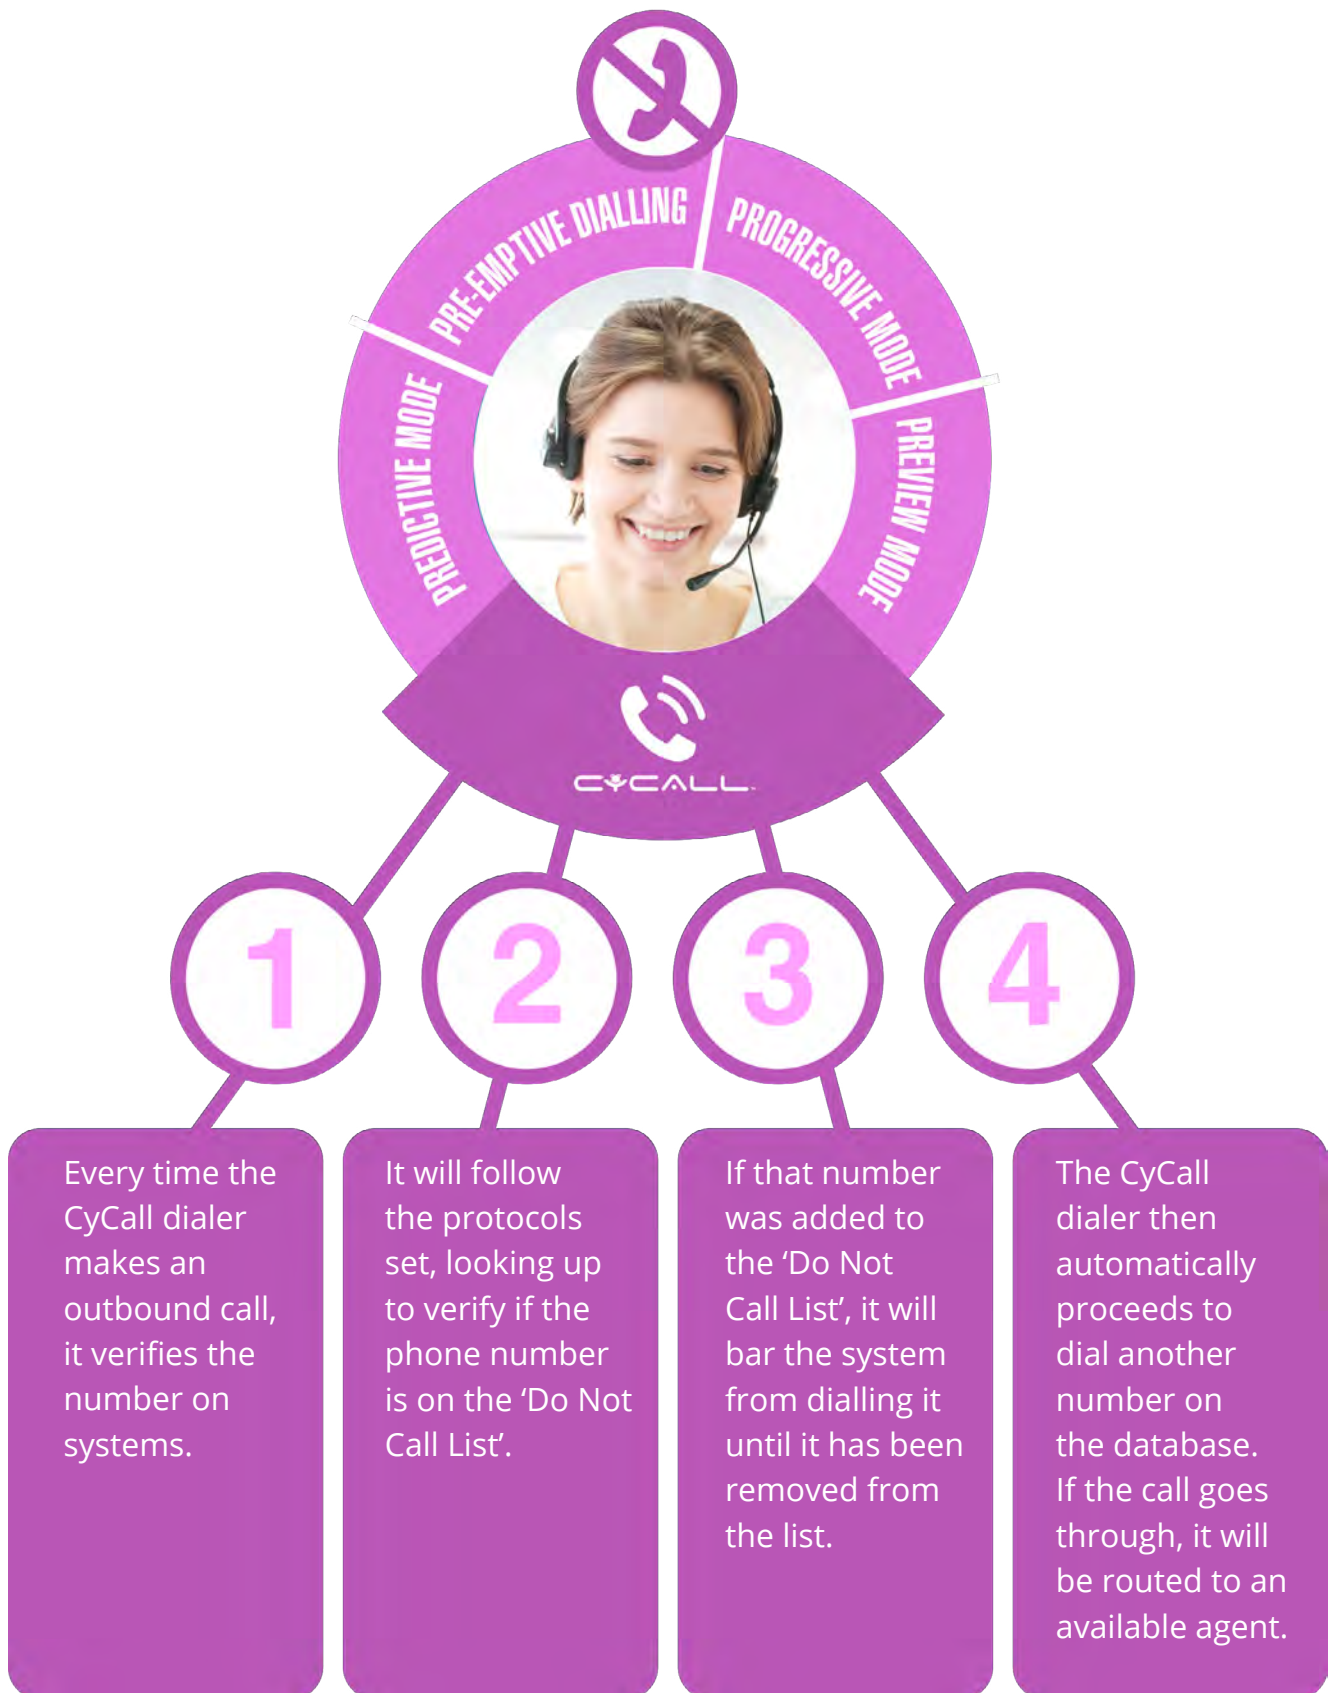 PREDICTIVE MODE
PRE-EMPTIVE DIALLING
PROGRESSIVE MODE
PREVIEW MODE
CYCALL
1
2
3
4
Every time the
CyCall dialer
makes an
outbound call,
it verifies the
number on
systems.
It will follow
the protocols
set, looking up
to verify if the
phone number
is on the ‘Do Not
Call List’.
If that number
was added to
the ‘Do Not
Call List’, it will
bar the system
from dialling it
until it has been
removed from
the list.
The CyCall
dialer then
automatically
proceeds to
dial another
number on
the database.
If the call goes
through, it will
be routed to an
available agent.